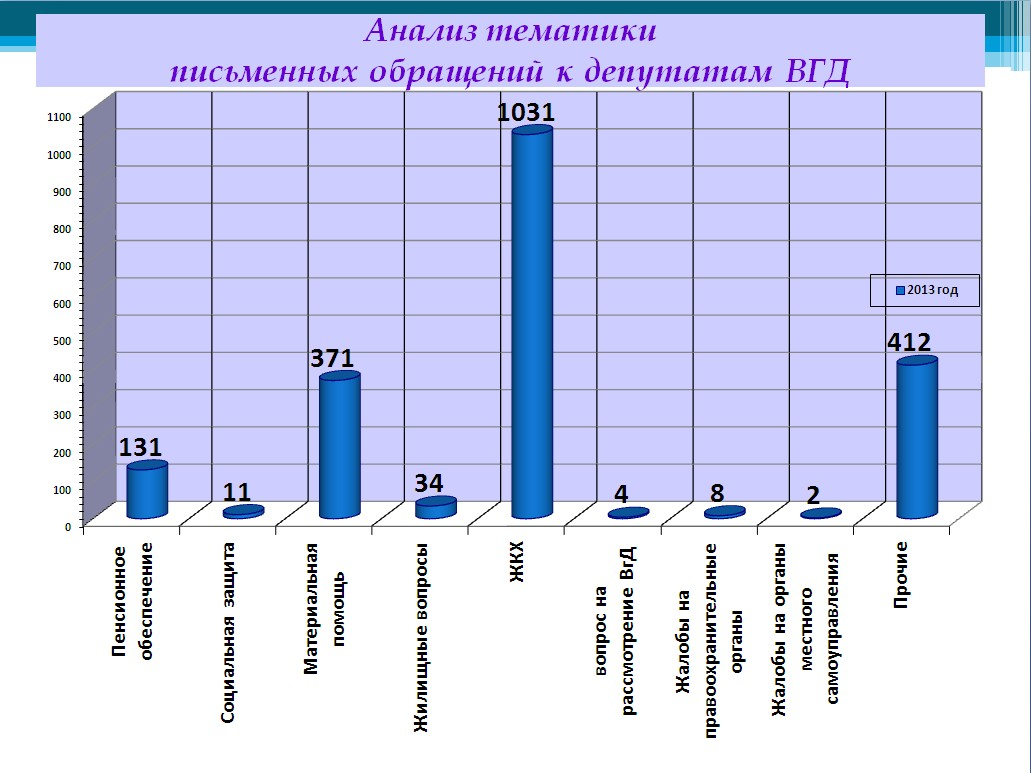 Анализ тематики
письменных обращений к депутатам ВГД
1100
1000
900
800
700
600
500
400
300
200
100
0
131
11
371
34
1031
4
8
2
412
2013 год
Пенсионное
обеспечение
Социальная защита
Материальная
помощь
Жилищные вопросы
ЖКХ
вопрос на
рассмотрение ВгД
Жалобы на
правоохранительные
органы
Жалобы на органы
местного
самоуправления
Прочие